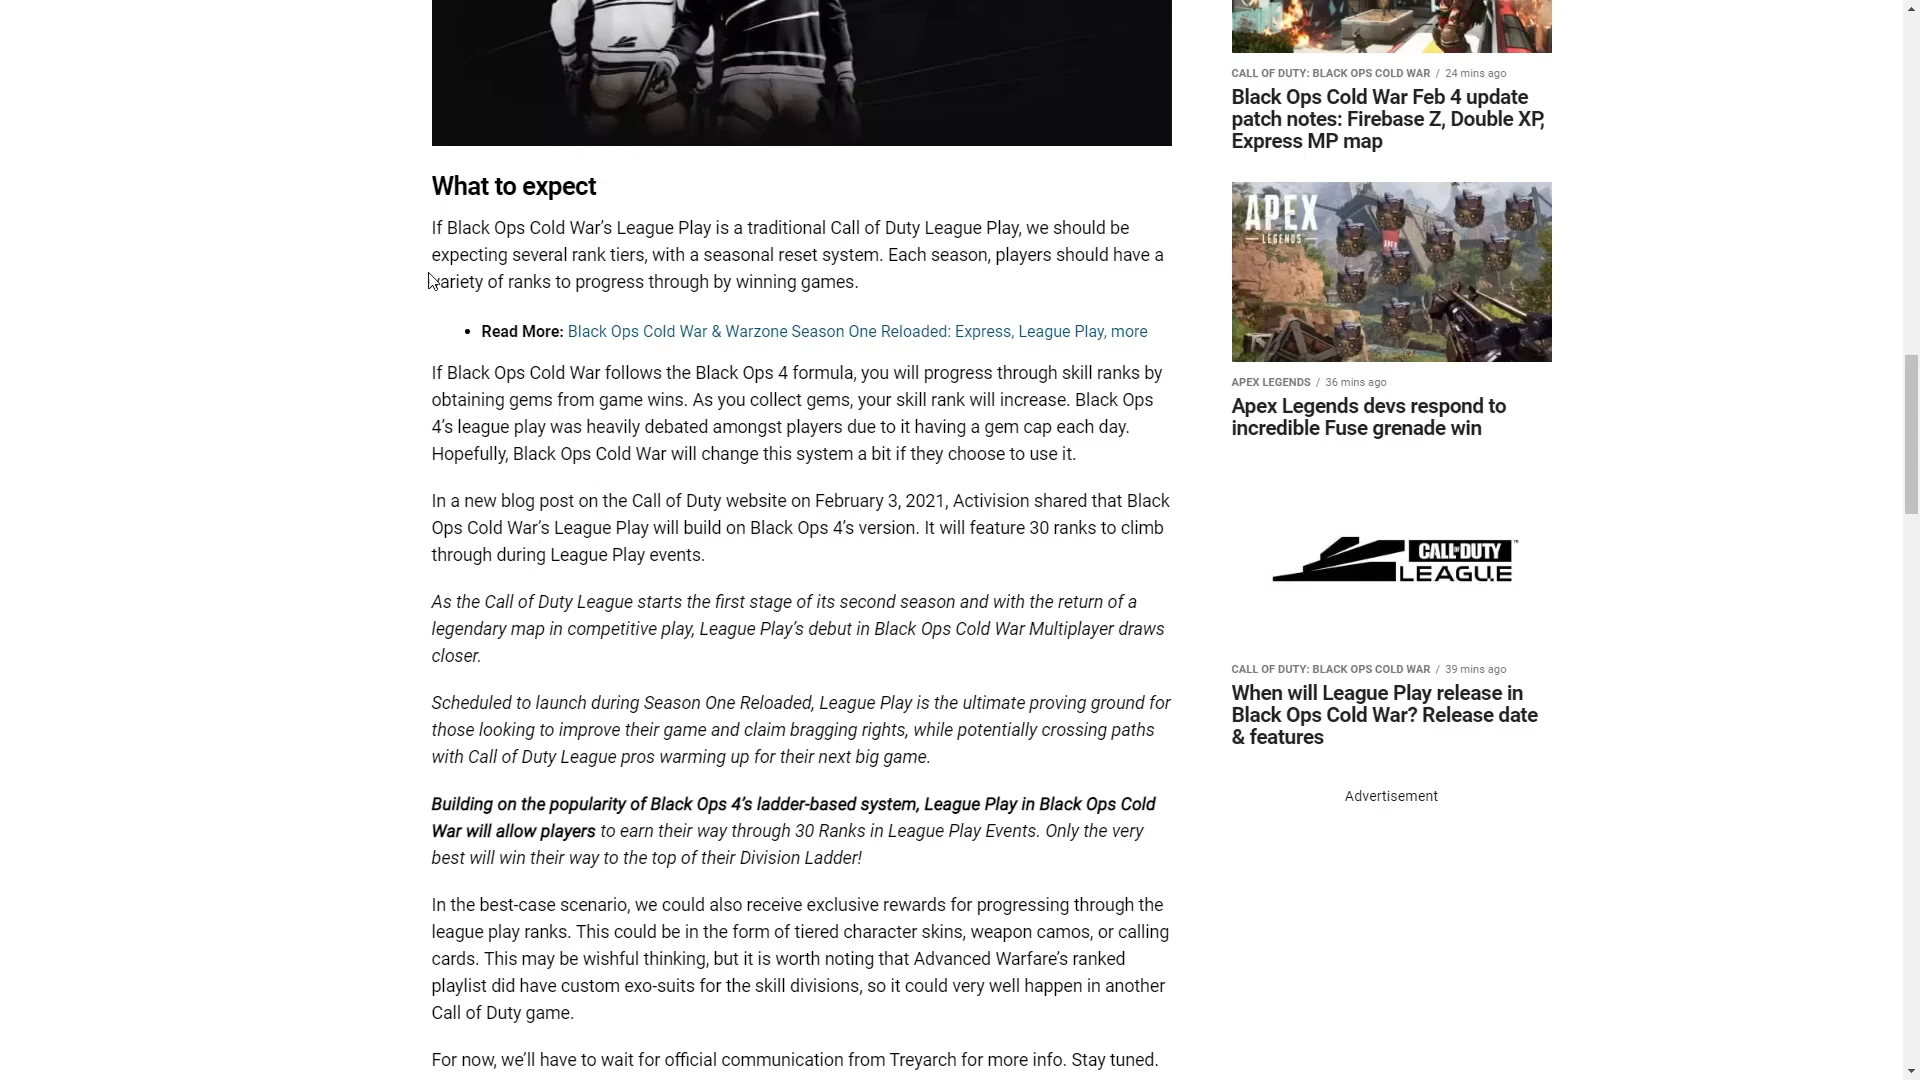 What to expect
If Black Ops Cold War’s League Play is a traditional Call of Duty League Play, we should be
expecting several rank tiers, with a seasonal reset system. Each season, players should have a
variety of ranks to progress through by winning games.
• Read More: Black Ops Cold War & Warzone Season One Reloaded: Express, League Play, more
If Black Ops Cold War follows the Black Ops 4 formula, you will progress through skill ranks by
obtaining gems from game wins. As you collect gems, your skill rank will increase. Black Ops
4’s league play was heavily debated amongst players due to it having a gem cap each day.
Hopefully, Black Ops Cold War will change this system a bit if they choose to use it.
In a new blog post on the Call of Duty website on February 3, 2021, Activision shared that Black
Ops Cold War’s League Play will build on Black Ops 4’s version. It will feature 30 ranks to climb
through during League Play events.
As the Call of Duty League starts the first stage of its second season and with the return of a
legendary map in competitive play, League Play’s debut in Black Ops Cold War Multiplayer draws
closer.
Scheduled to launch during Season One Reloaded, League Play is the ultimate proving ground for
those looking to improve their game and claim bragging rights, while potentially crossing paths
with Call of Duty League pros warming up for their next big game.
Building on the popularity of Black Ops 4’s ladder-based system, League Play in Black Ops Cold
War will allow players to earn their way through 30 Ranks in League Play Events. Only the very
best will win their way to the top of their Division Ladder!
In the best-case scenario, we could also receive exclusive rewards for progressing through the
league play ranks. This could be in the form of tiered character skins, weapon camos, or calling
cards. This may be wishful thinking, but it is worth noting that Advanced Warfare’s ranked
playlist did have custom exo-suits for the skill divisions, so it could very well happen in another
Call of Duty game.
For now, we’ll have to wait for official communication from Treyarch for more info. Stay tuned.
CALL OF DUTY: BLACK OPS COLD WAR / 24 mins ago
Black Ops Cold War Feb 4 update
patch notes: Firebase Z, Double XP,
Express MP map
APEX
LEGENDS
APEX LEGENDS / 36 mins ago
Apex Legends devs respond to
incredible Fuse grenade win
CALL OF DUTY ™
LEAGUE
CALL OF DUTY: BLACK OPS COLD WAR / 39 mins ago
When will League Play release in
Black Ops Cold War? Release date
& features
Advertisement